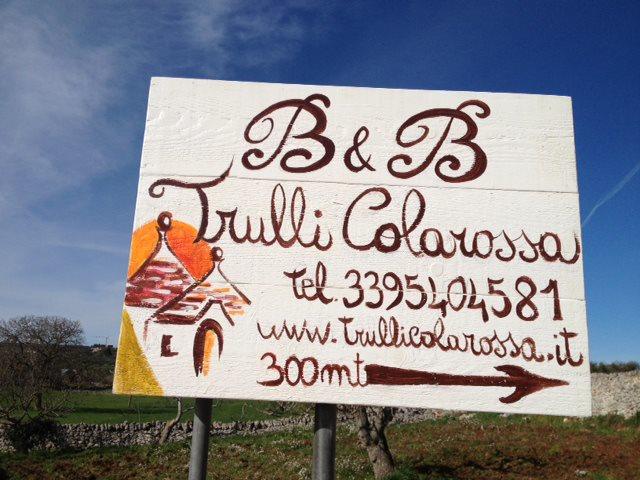 B & B
Trulli Colarossa
tel. 3395404581
www.trullicolarossa.it
300mt